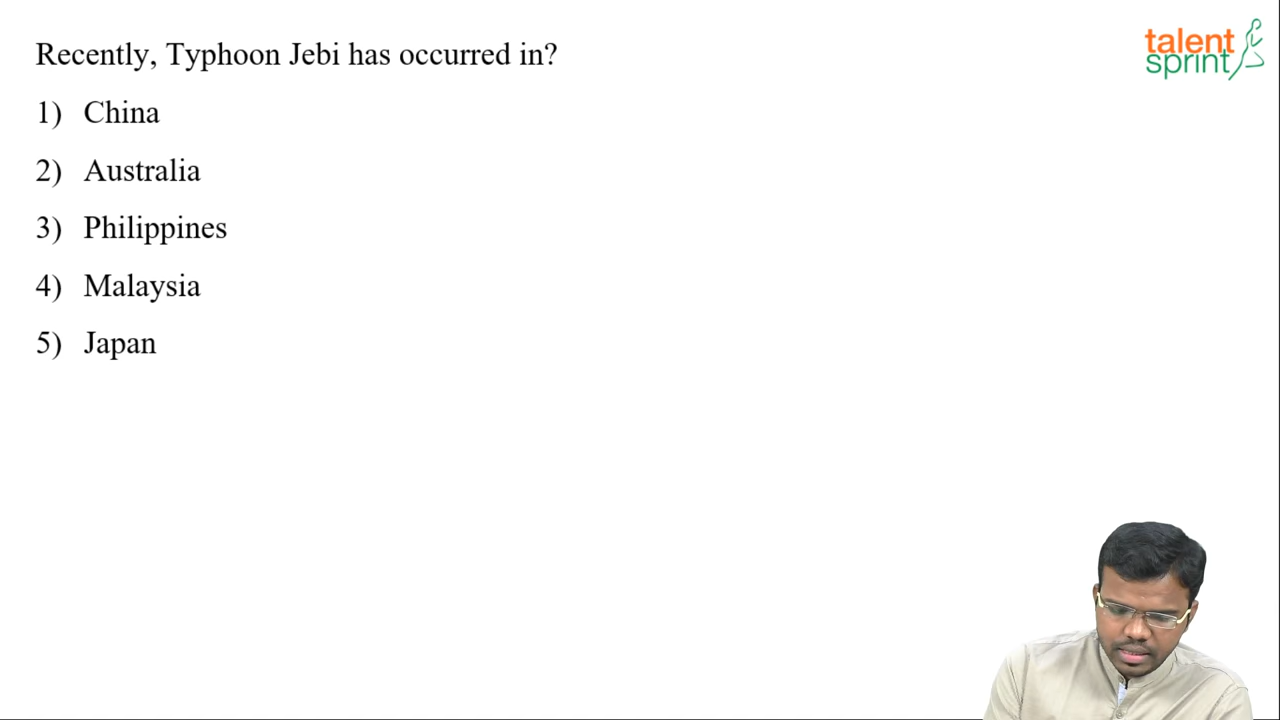 Recently, Typhoon Jebi has occurred in?
talent
sprint
1) China
2) Australia
3) Philippines
4) Malaysia
5) Japan